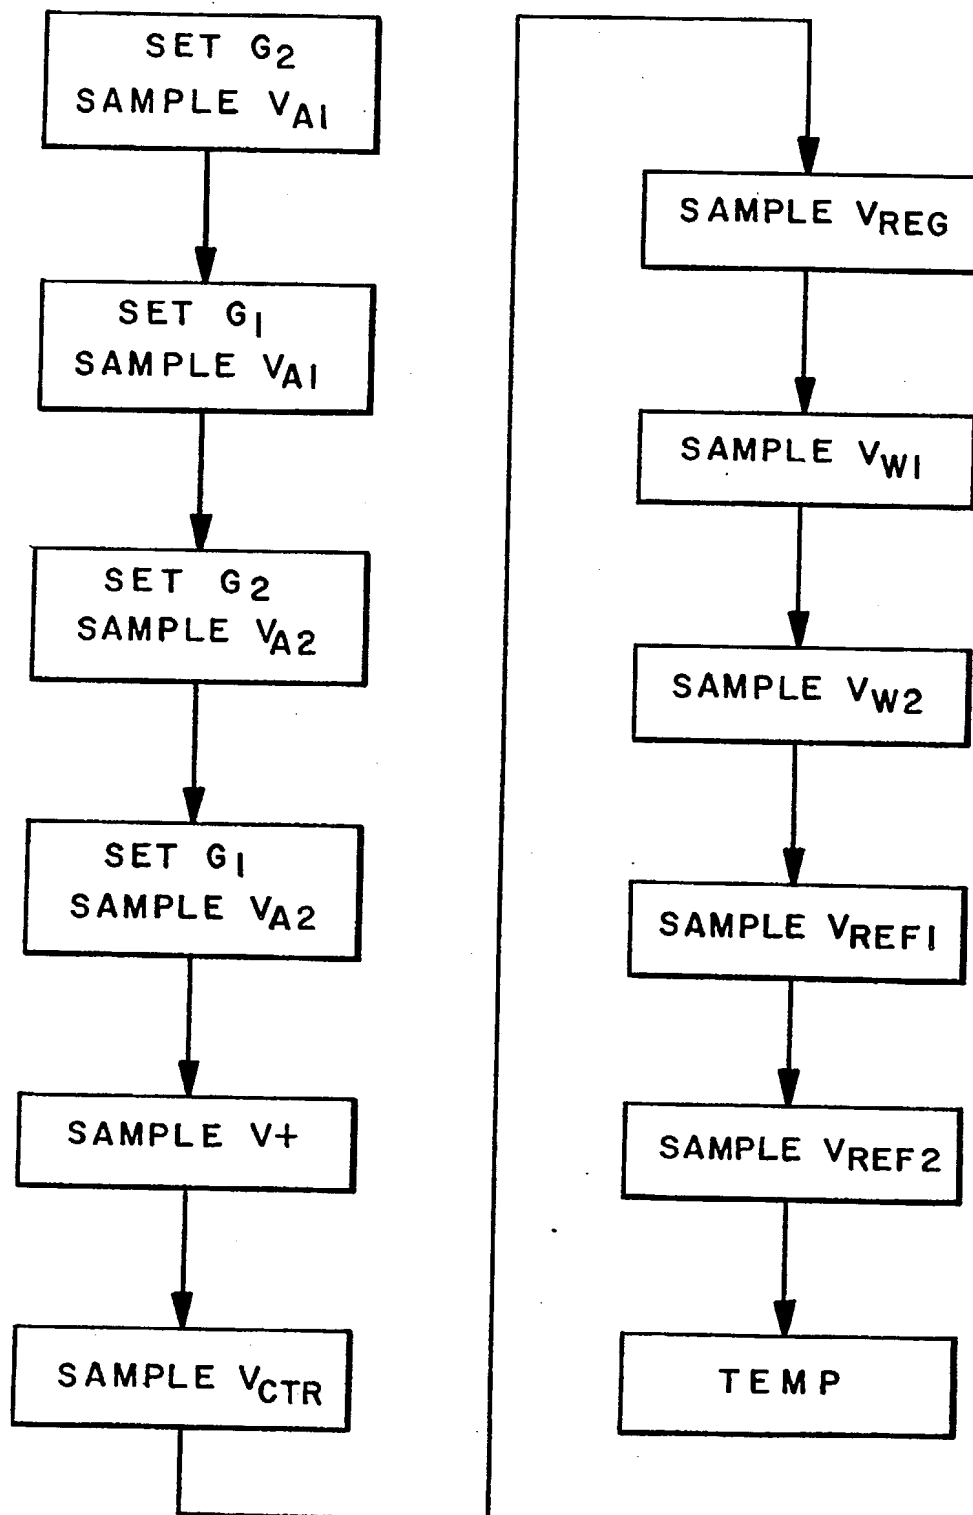 SET G2
SAMPLE VA1
SET G1
SAMPLE VA1
SET G2
SAMPLE VA2
SET G1
SAMPLE VA2
SAMPLE V+
SAMPLE VCTR
SAMPLE VREG
SAMPLE VW1
SAMPLE VW2
SAMPLE VREF1
SAMPLE VREF2
TEMP